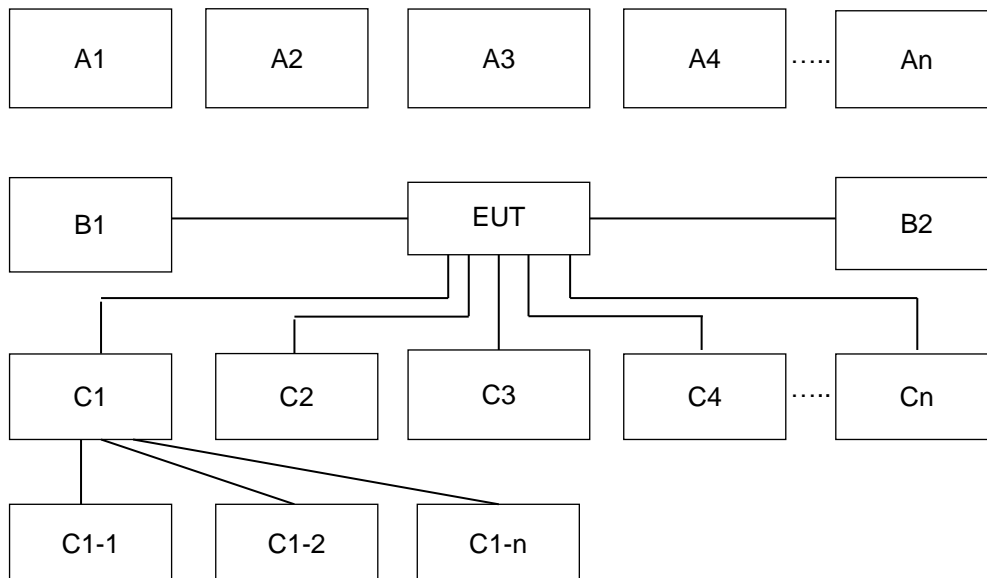 A1 A2 A3 A4 ….. An
B1 EUT B2
C1 C2 C3 C4 ….. Cn
C1-1 C1-2 C1-n